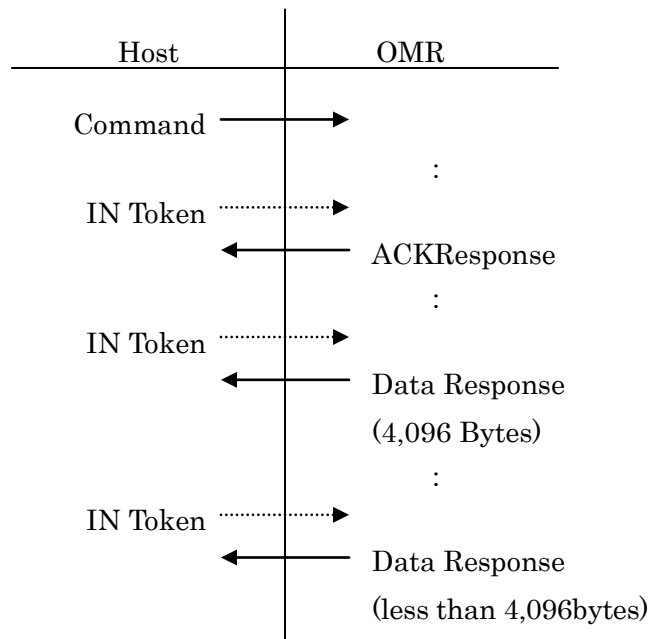 Host OMR
Command
:
IN Token
ACKResponse
:
IN Token
Data Response
(4,096 Bytes)
:
IN Token
Data Response
(less than 4,096bytes)